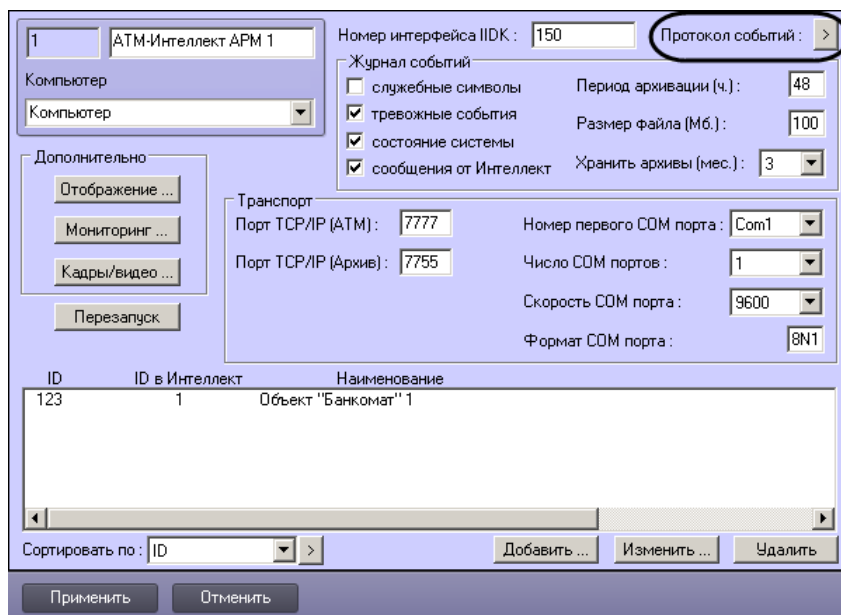 1 АТМ-Интеллект АРМ 1
Номер интерфейса IIDK : 150
Протокол событий : >
Компьютер
Компьютер
Журнал событий
служебные символы
тревожные события
состояние системы
сообщения от Интеллект
Период архивации (ч.) : 48
Размер файла (Мб.) : 100
Хранить архивы (мес.) : 3
Дополнительно
Отображение ...
Мониторинг ...
Кадры/видео ...
Перезапуск
Транспорт
Порт TCP/IP (АТМ) : 7777
Порт TCP/IP (Архив) : 7755
Номер первого COM порта : Com1
Число COM портов : 1
Скорость COM порта : 9600
Формат COM порта : 8N1
ID ID в Интеллект Наименование
123 1 Объект "Банкомат" 1
Сортировать по : ID >
Добавить ... Изменить ... Удалить
Применить Отменить